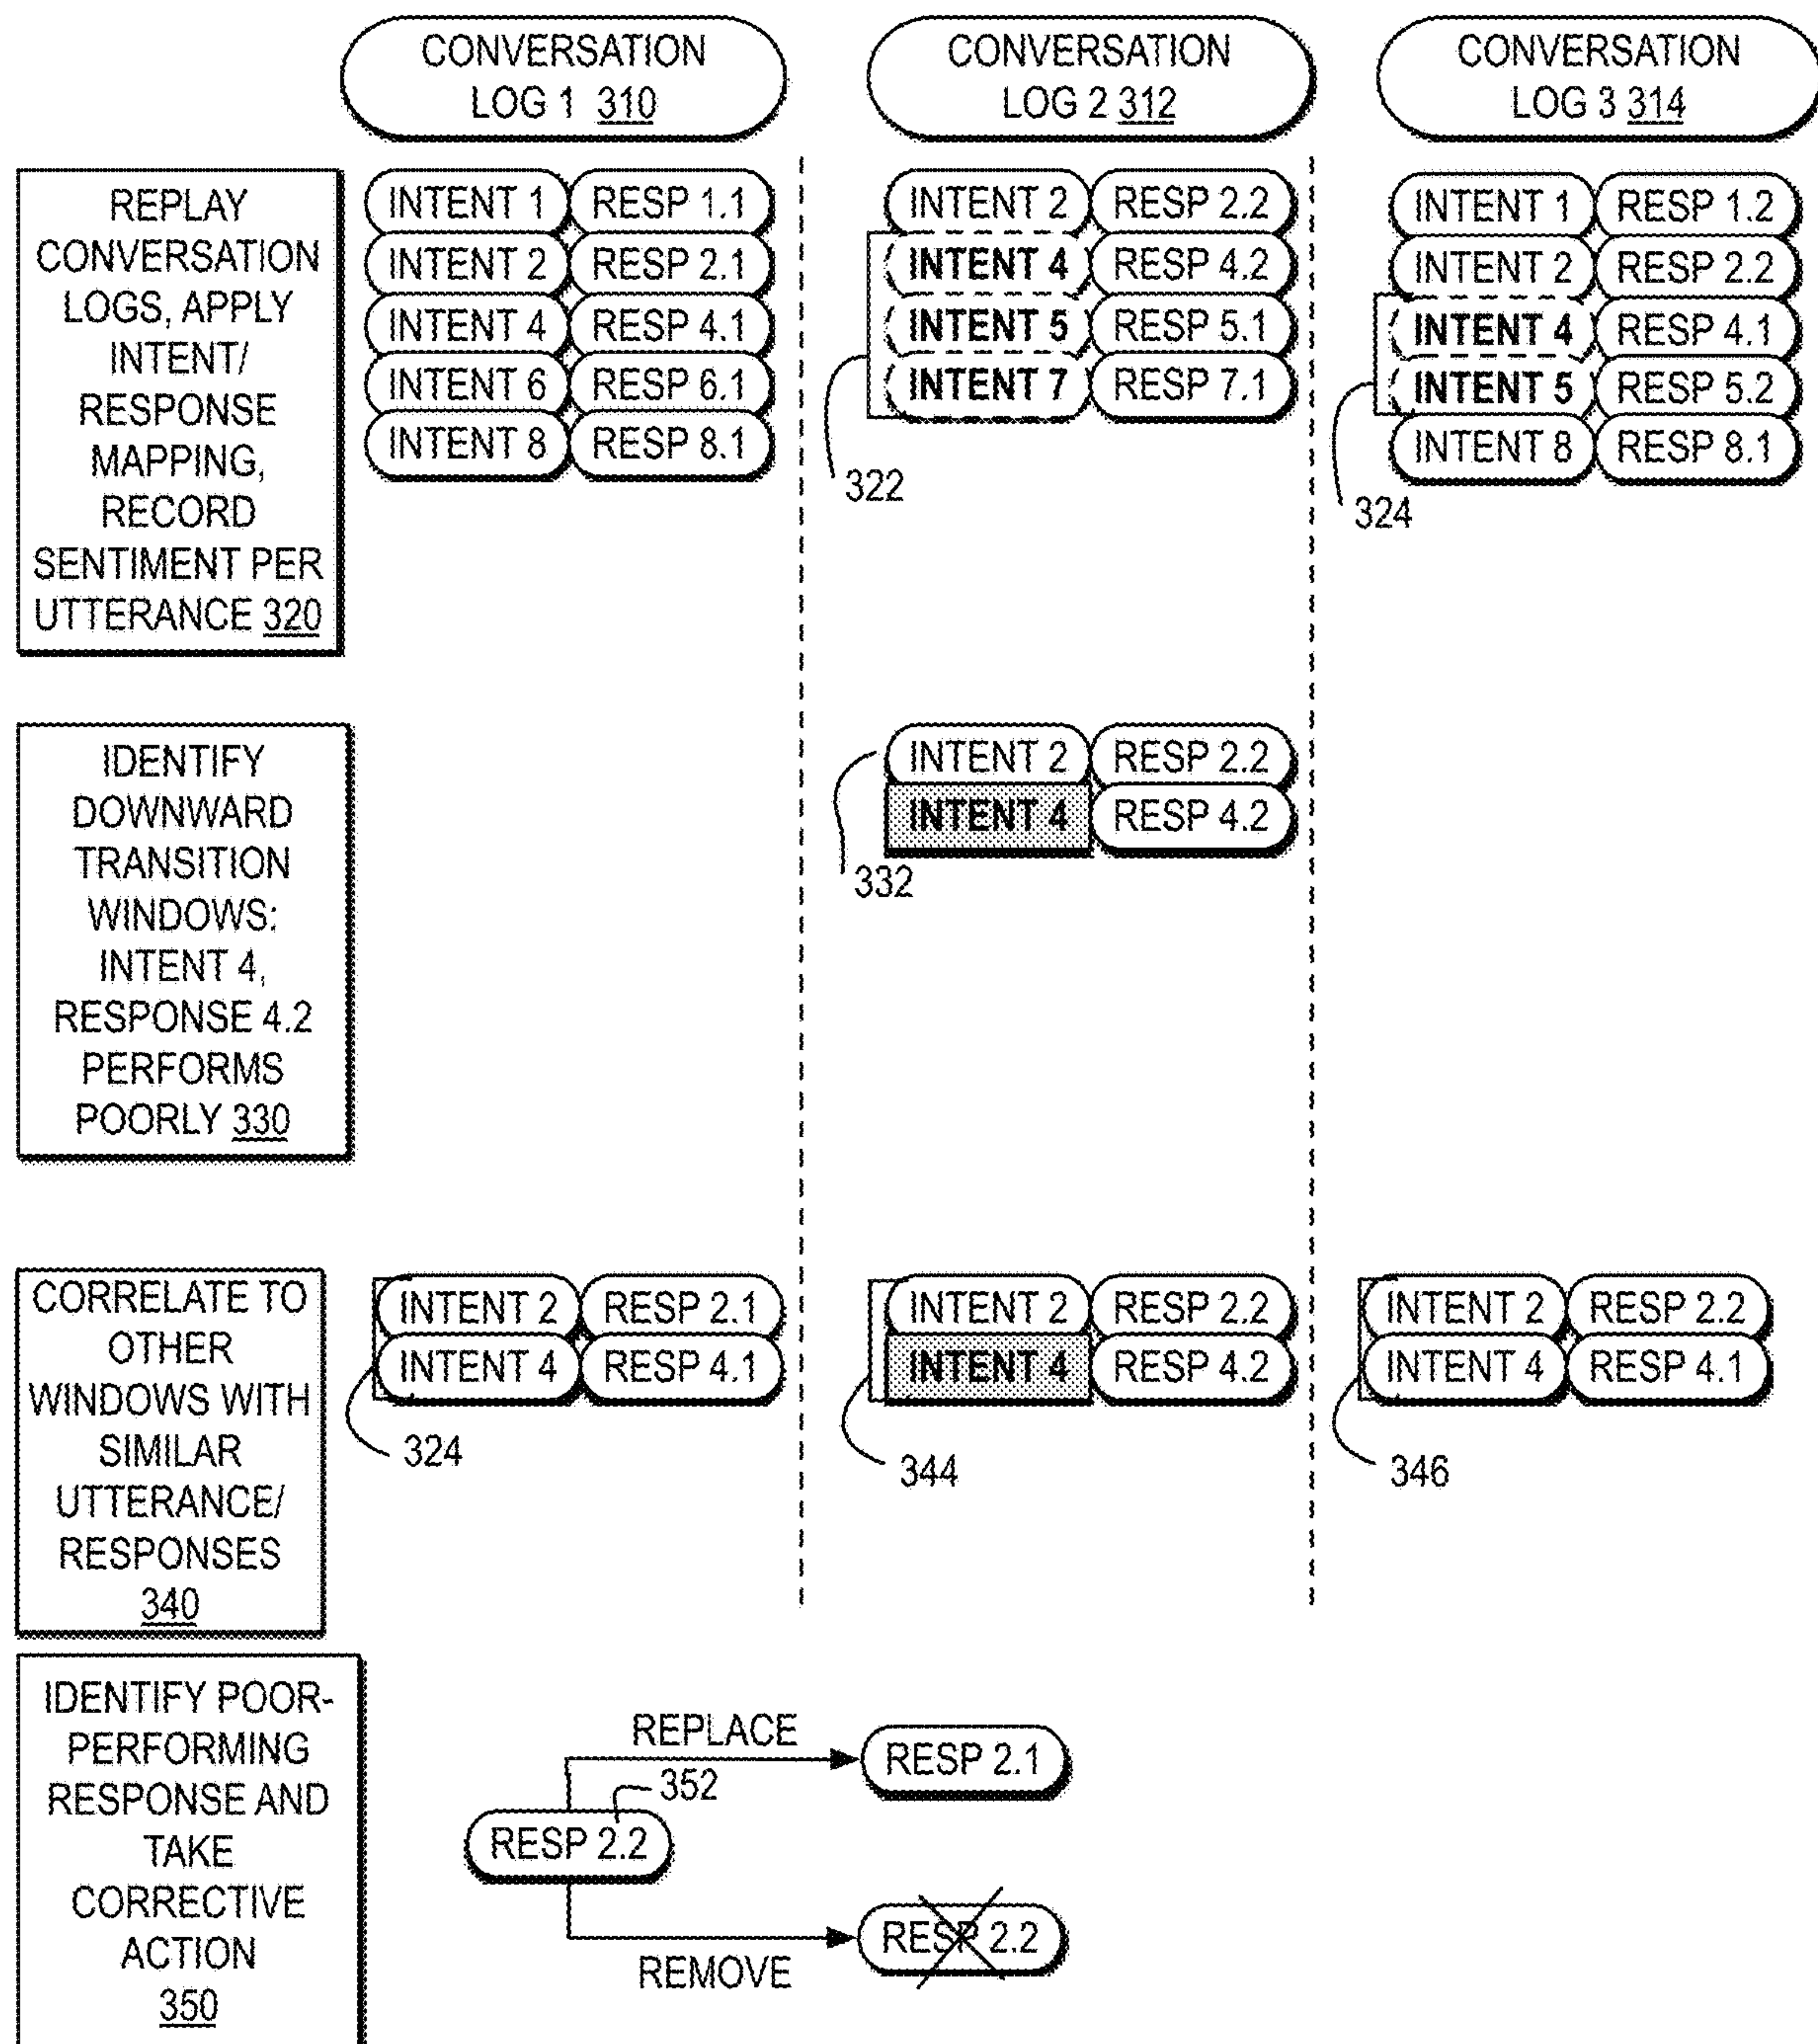 CONVERSATION
LOG 1 310
CONVERSATION
LOG 2 312
CONVERSATION
LOG 3 314
REPLAY
CONVERSATION
LOGS, APPLY
INTENT/
RESPONSE
MAPPING,
RECORD
SENTIMENT PER
UTTERANCE 320
INTENT 1 RESP 1.1
INTENT 2 RESP 2.1
INTENT 4 RESP 4.1
INTENT 6 RESP 6.1
INTENT 8 RESP 8.1
INTENT 2 RESP 2.2
INTENT 4 RESP 4.2
INTENT 5 RESP 5.1
INTENT 7 RESP 7.1
322
INTENT 1 RESP 1.2
INTENT 2 RESP 2.2
INTENT 4 RESP 4.1
INTENT 5 RESP 5.2
INTENT 8 RESP 8.1
324
IDENTIFY
DOWNWARD
TRANSITION
WINDOWS:
INTENT 4,
RESPONSE 4.2
PERFORMS
POORLY 330
INTENT 2 RESP 2.2
INTENT 4 RESP 4.2
332
CORRELATE TO
OTHER
WINDOWS WITH
SIMILAR
UTTERANCE/
RESPONSES
340
INTENT 2 RESP 2.1
INTENT 4 RESP 4.1
324
INTENT 2 RESP 2.2
INTENT 4 RESP 4.2
344
INTENT 2 RESP 2.2
INTENT 4 RESP 4.1
346
IDENTIFY POOR-
PERFORMING
RESPONSE AND
TAKE
CORRECTIVE
ACTION
350
REPLACE
RESP 2.1
352
RESP 2.2
RESP 2.2
REMOVE